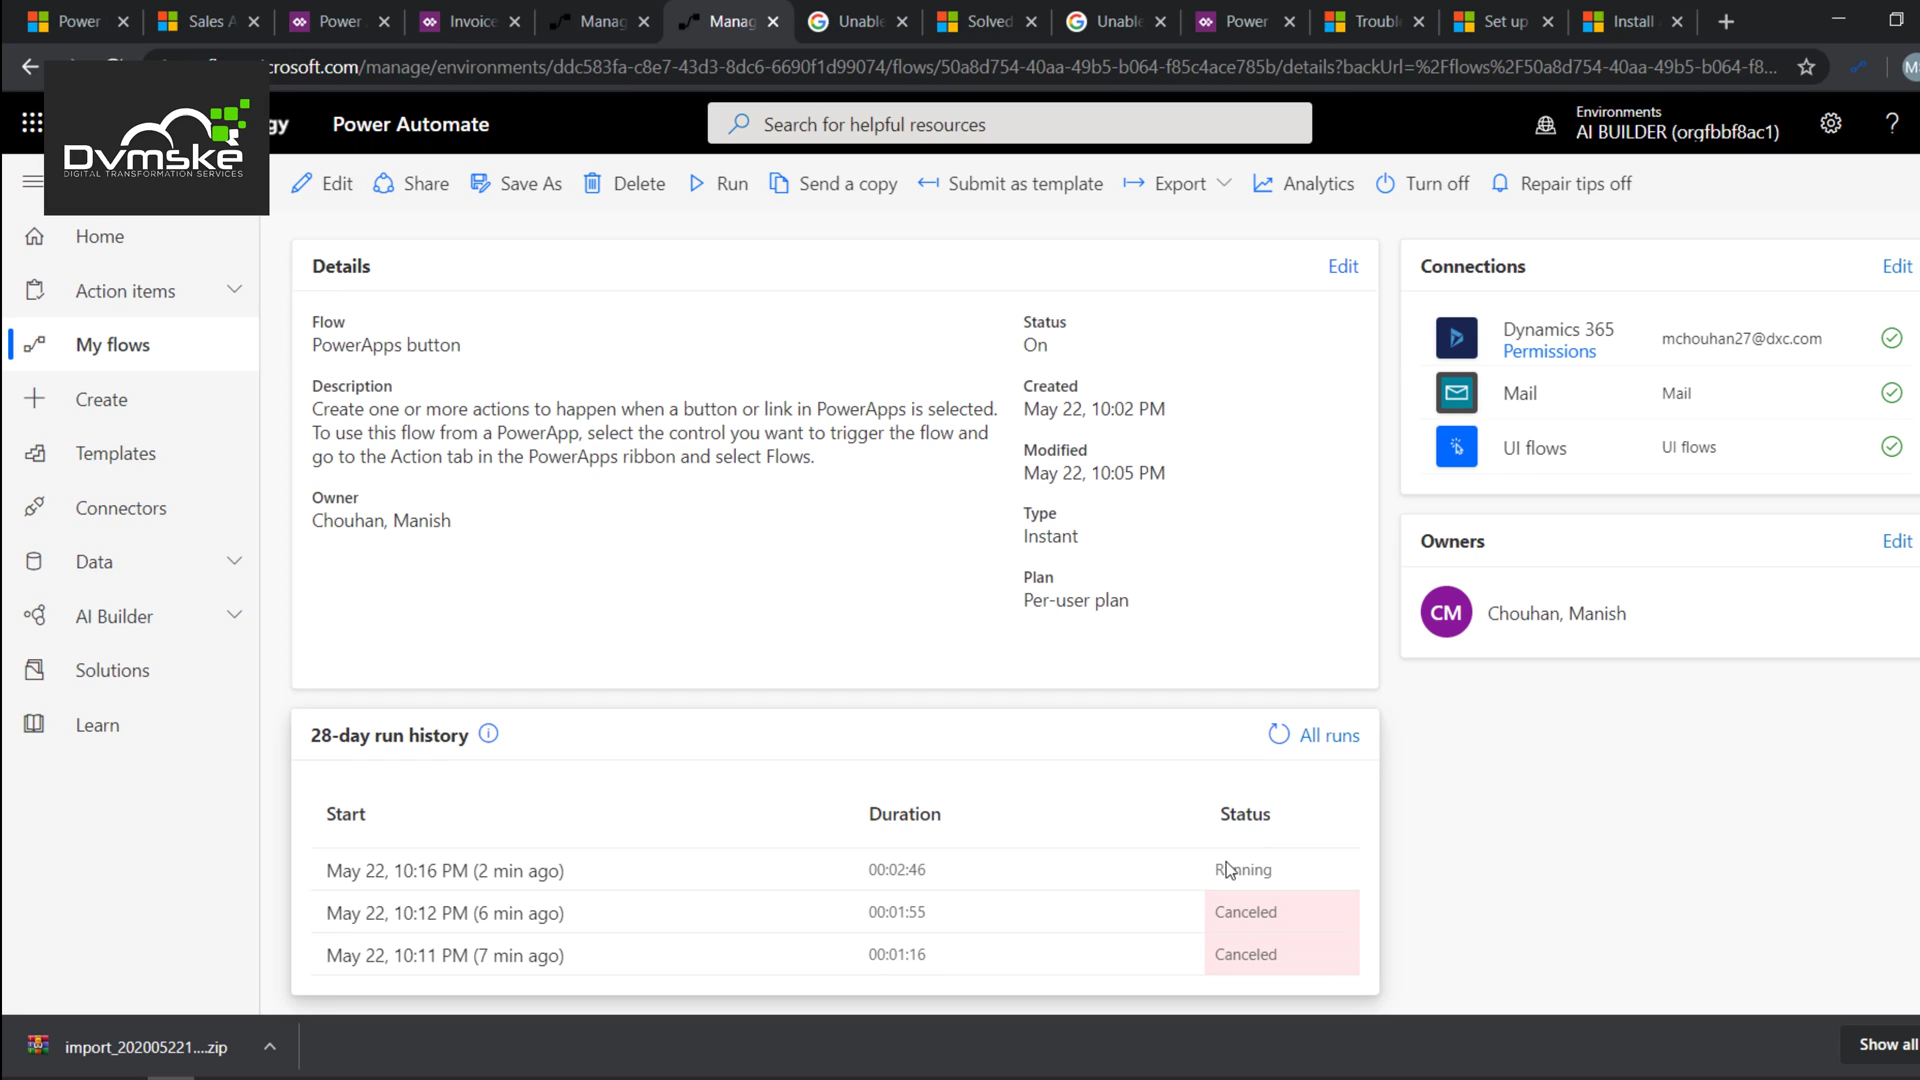 Power
Sales A
Power
Invoice
Manag
Manag
Unable
Solved
Unable
Power
Troubl
Set up
Install
crosoft.com/manage/environments/ddc583fa-c8e7-43d3-8dc6-6690f1d99074/flows/50a8d754-40aa-49b5-b064-f85c4ace785b/details?backUrl=%2Fflows%2F50a8d754-40aa-49b5-b064-f8...
Dvmske
DIGITAL TRANSFORMATION SERVICES
gy
Power Automate
Search for helpful resources
Environments
AI BUILDER (orgfbbf8ac1)
?
Edit
Share
Save As
Delete
Run
Send a copy
Submit as template
Export
Analytics
Turn off
Repair tips off
Home
Action items
My flows
Create
Templates
Connectors
Data
AI Builder
Solutions
Learn
Details
Edit
Flow
PowerApps button
Description
Create one or more actions to happen when a button or link in PowerApps is selected.
To use this flow from a PowerApp, select the control you want to trigger the flow and
go to the Action tab in the PowerApps ribbon and select Flows.
Owner
Chouhan, Manish
Status
On
Created
May 22, 10:02 PM
Modified
May 22, 10:05 PM
Type
Instant
Plan
Per-user plan
Connections
Edit
Dynamics 365
Permissions
mchouhan27@dxc.com
Mail
Mail
UI flows
UI flows
Owners
Edit
CM
Chouhan, Manish
28-day run history
All runs
Start Duration Status
May 22, 10:16 PM (2 min ago) 00:02:46 Running
May 22, 10:12 PM (6 min ago) 00:01:55 Canceled
May 22, 10:11 PM (7 min ago) 00:01:16 Canceled
import_202005221....zip
Show all